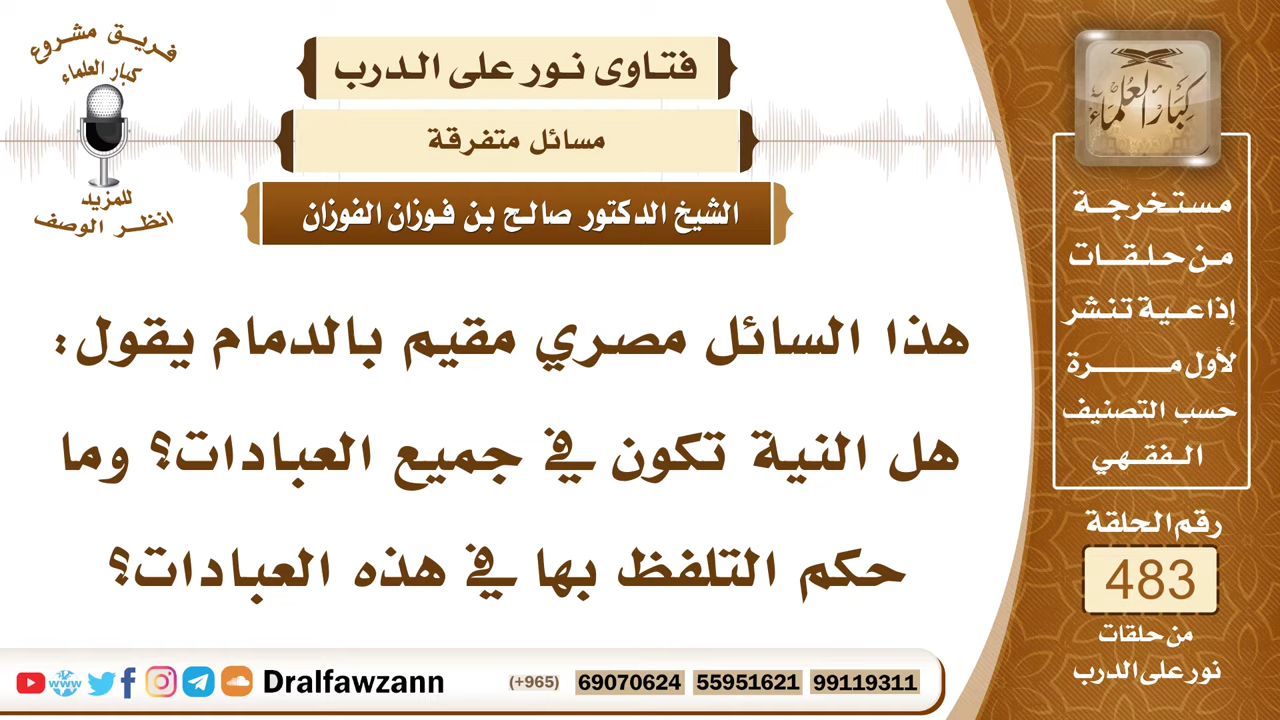 فريق مشروع
كبار العلماء
للمزيد
انظر الوصف
فتاوى نور على الدرب
مسائل متفرقة
الشيخ الدكتور صالح بن فوزان الفوزان
هذا السائل مصري مقيم بالدمام يقول:
هل النية تكون في جميع العبادات؟ وما
حكم التلفظ بها في هذه العبادات؟
كبار العلماء
مستخرجة
من حلقات
إذاعية تنشر
لأول مرة
حسب التصنيف
الفقهي
رقم الحلقة
483
من حلقات
نور على الدرب
www
Dralfawzann
(+965) 69070624 55951621 99119311